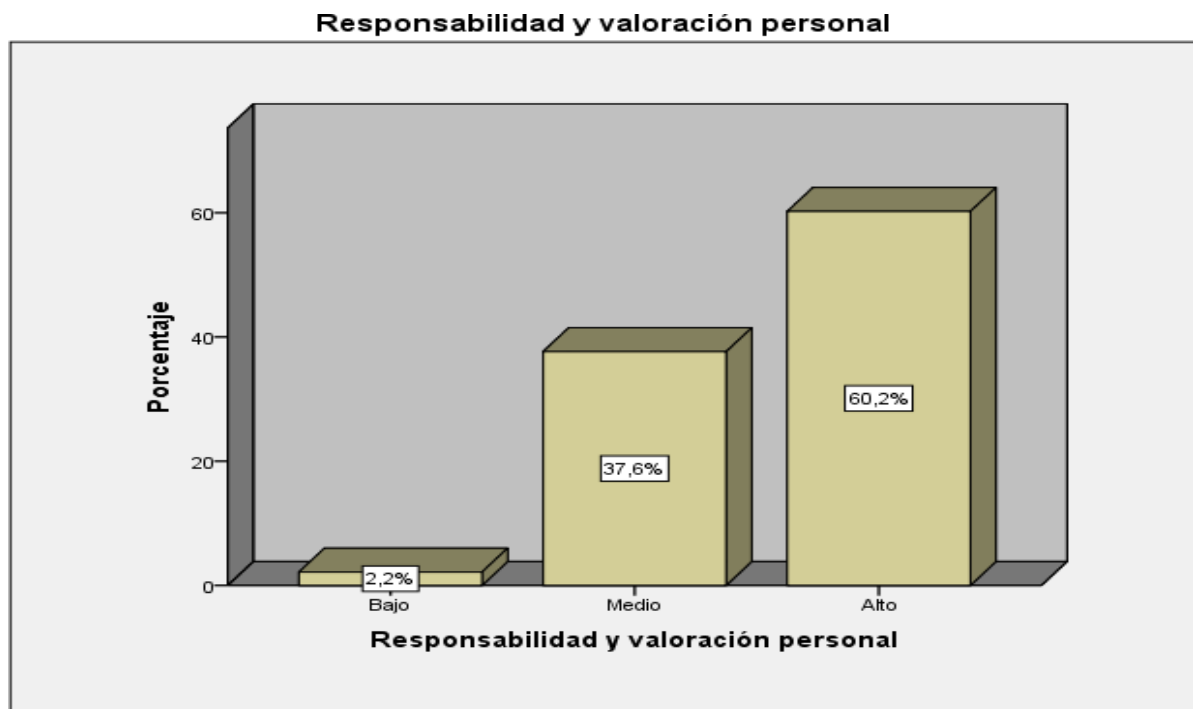 Responsabilidad y valoración personal
Porcentaje
60
40
20
0
2,2%
37,6%
60,2%
Bajo
Medio
Alto
Responsabilidad y valoración personal